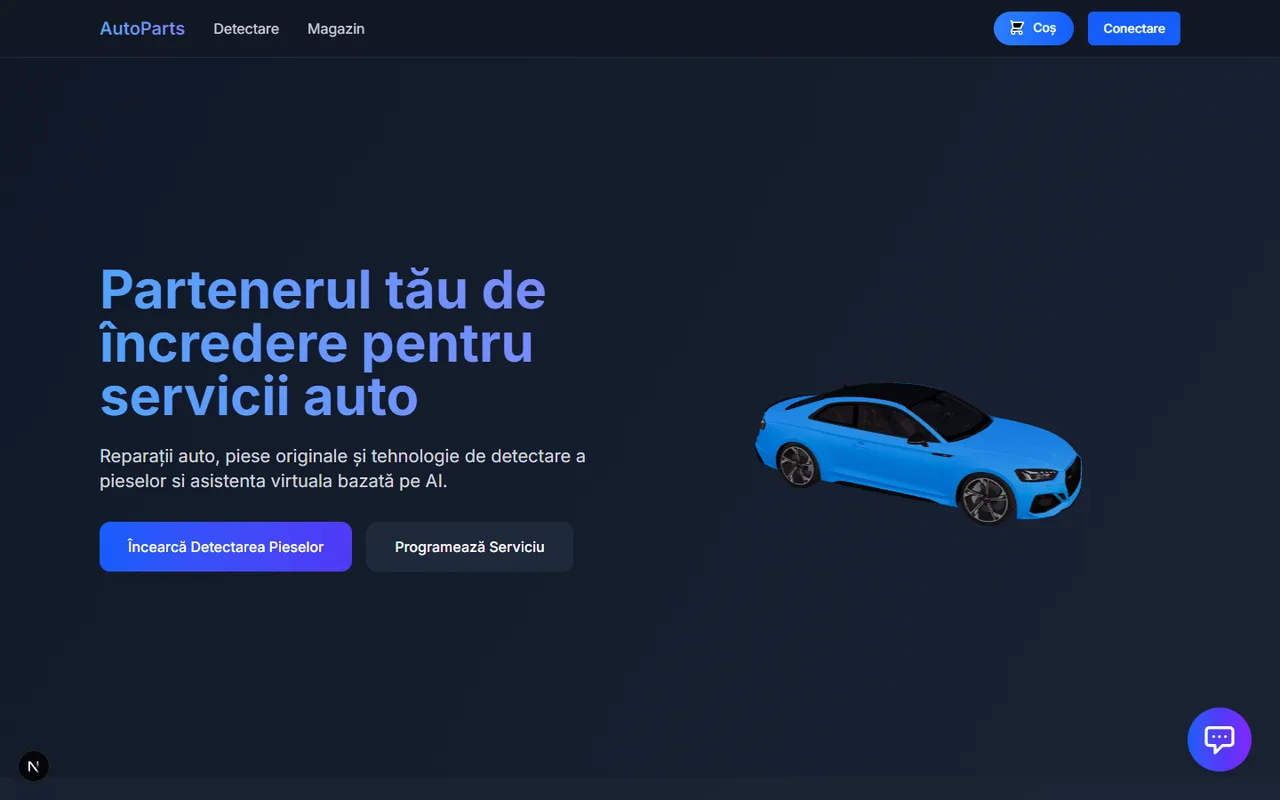 AutoParts
Detectare
Magazin
Coș
Conectare
Partenerul tău de
încredere pentru
servicii auto
Reparații auto, piese originale și tehnologie de detectare a
pieselor si asistenta virtuala bazată pe AI.
Încearcă Detectarea Pieselor
Programează Serviciu
N